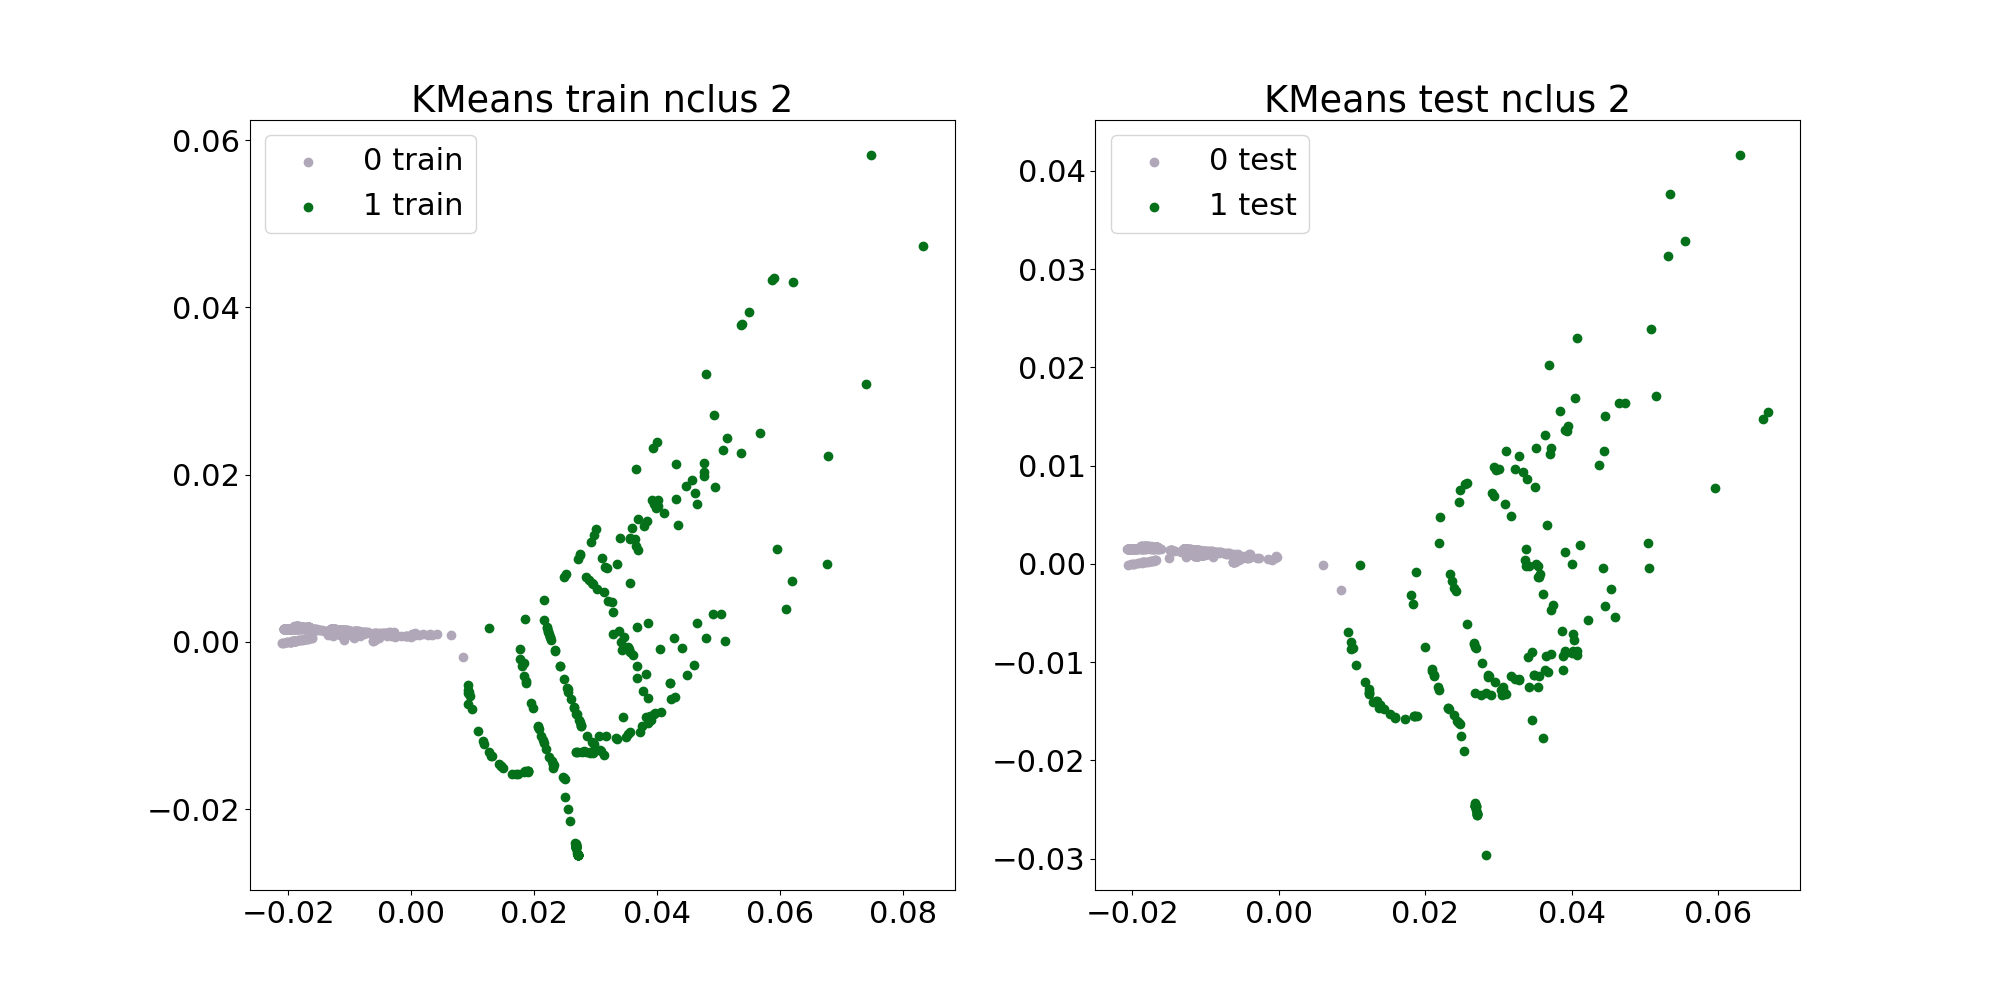 KMeans train nclus 2
0 train
1 train
0.06
0.04
0.02
0.00
−0.02
−0.02 0.00 0.02 0.04 0.06 0.08
KMeans test nclus 2
0 test
1 test
0.04
0.03
0.02
0.01
0.00
−0.01
−0.02
−0.03
−0.02 0.00 0.02 0.04 0.06